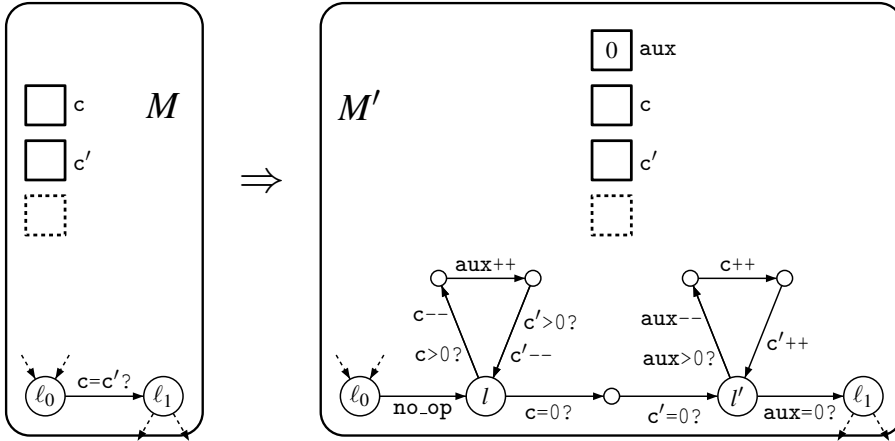 0 aux
c M M′ c
c′ c′
⇒
aux++ c++
c-- c′>0? aux-- c′++
c>0? c′-- aux>0?
ℓ0 c=c′? ℓ1 ℓ0 no_op l c=0? c′=0? l′ aux=0? ℓ1